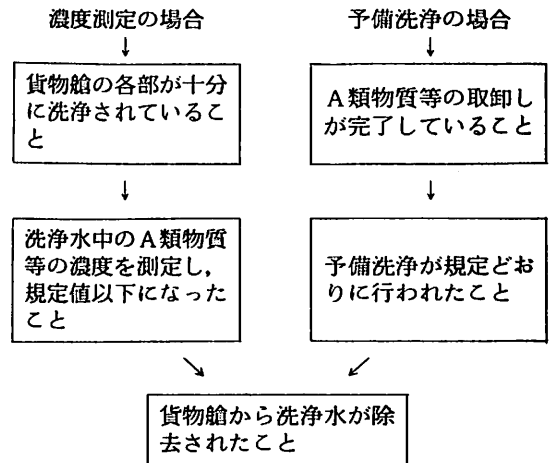 濃度測定の場合
予備洗浄の場合
貨物艙の各部が十分
に洗浄されているこ
と
A類物質等の取卸し
が完了していること
洗浄水中のA類物質
等の濃度を測定し,
規定値以下になった
こと
予備洗浄が規定どお
りに行われたこと
貨物艙から洗浄水が除
去されたこと